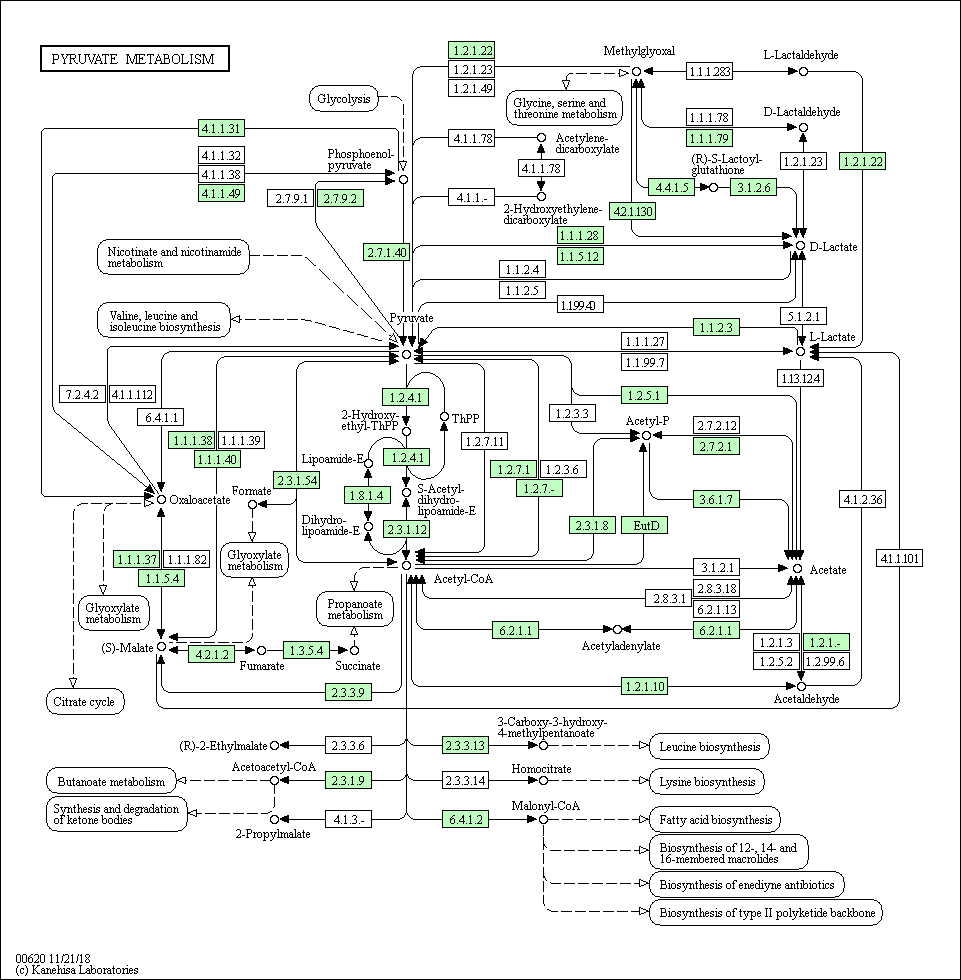 PYRUVATE METABOLISM
1.2.1.22
1.2.1.23
1.2.1.49
Methylglyoxal
1.1.1.283
L-Lactaldehyde
Glycolysis
Glycine, serine and
threonine metabolism
1.1.1.78
1.1.1.79
D-Lactaldehyde
4.1.1.31
4.1.1.32
4.1.1.38
4.1.1.49
Phosphoenol-
pyruvate
4.1.1.78
Acetylene-
dicarboxylate
4.1.1.78
(R)-S-Lactoyl-
glutathione
1.2.1.23
1.2.1.22
2.7.9.1
2.7.9.2
4.1.1.-
2-Hydroxyethylene-
dicarboxylate
4.4.1.5
3.1.2.6
4.2.1.130
Nicotinate and nicotinamide
metabolism
2.7.1.40
1.1.1.28
1.1.5.12
D-Lactate
1.1.2.4
1.1.2.5
1.1.99.40
Valine, leucine and
isoleucine biosynthesis
Pyruvate
1.1.2.3
5.1.2.1
L-Lactate
1.1.1.27
1.1.99.7
1.13.12.4
7.2.4.2
4.1.1.112
6.4.1.1
1.2.4.1
1.2.5.1
2-Hydroxy-
ethyl-ThPP
ThPP
1.2.3.3
Acetyl-P
2.7.2.12
2.7.2.1
1.1.1.38
1.1.1.39
1.1.1.40
1.2.7.11
Lipoamide-E
1.2.4.1
1.2.7.1
1.2.3.6
1.2.7.-
2.3.1.54
Formate
Oxaloacetate
1.8.1.4
S-Acetyl-
dihydro-
lipoamide-E
3.6.1.7
4.1.2.36
Dihydro-
lipoamide-E
2.3.1.12
2.3.1.8
EutD
1.1.1.37
1.1.1.82
1.1.5.4
Glyoxylate
metabolism
4.1.1.101
Acetyl-CoA
3.1.2.1
Acetate
2.8.3.18
2.8.3.1
6.2.1.13
Glyoxylate
metabolism
Propanoate
metabolism
6.2.1.1
Acetyladenylate
6.2.1.1
(S)-Malate
4.2.1.2
Fumarate
1.3.5.4
Succinate
1.2.1.3
1.2.1.-
1.2.5.2
1.2.99.6
Citrate cycle
2.3.3.9
1.2.1.10
Acetaldehyde
(R)-2-Ethylmalate
2.3.3.6
2.3.3.13
3-Carboxy-3-hydroxy-
4-methylpentanoate
Leucine biosynthesis
Butanoate metabolism
Acetoacetyl-CoA
2.3.1.9
2.3.3.14
Homocitrate
Lysine biosynthesis
Synthesis and degradation
of ketone bodies
2-Propylmalate
4.1.3.-
6.4.1.2
Malonyl-CoA
Fatty acid biosynthesis
Biosynthesis of 12-, 14- and
16-membered macrolides
Biosynthesis of enediyne antibiotics
Biosynthesis of type II polyketide backbone
00620 11/21/18
(c) Kanehisa Laboratories